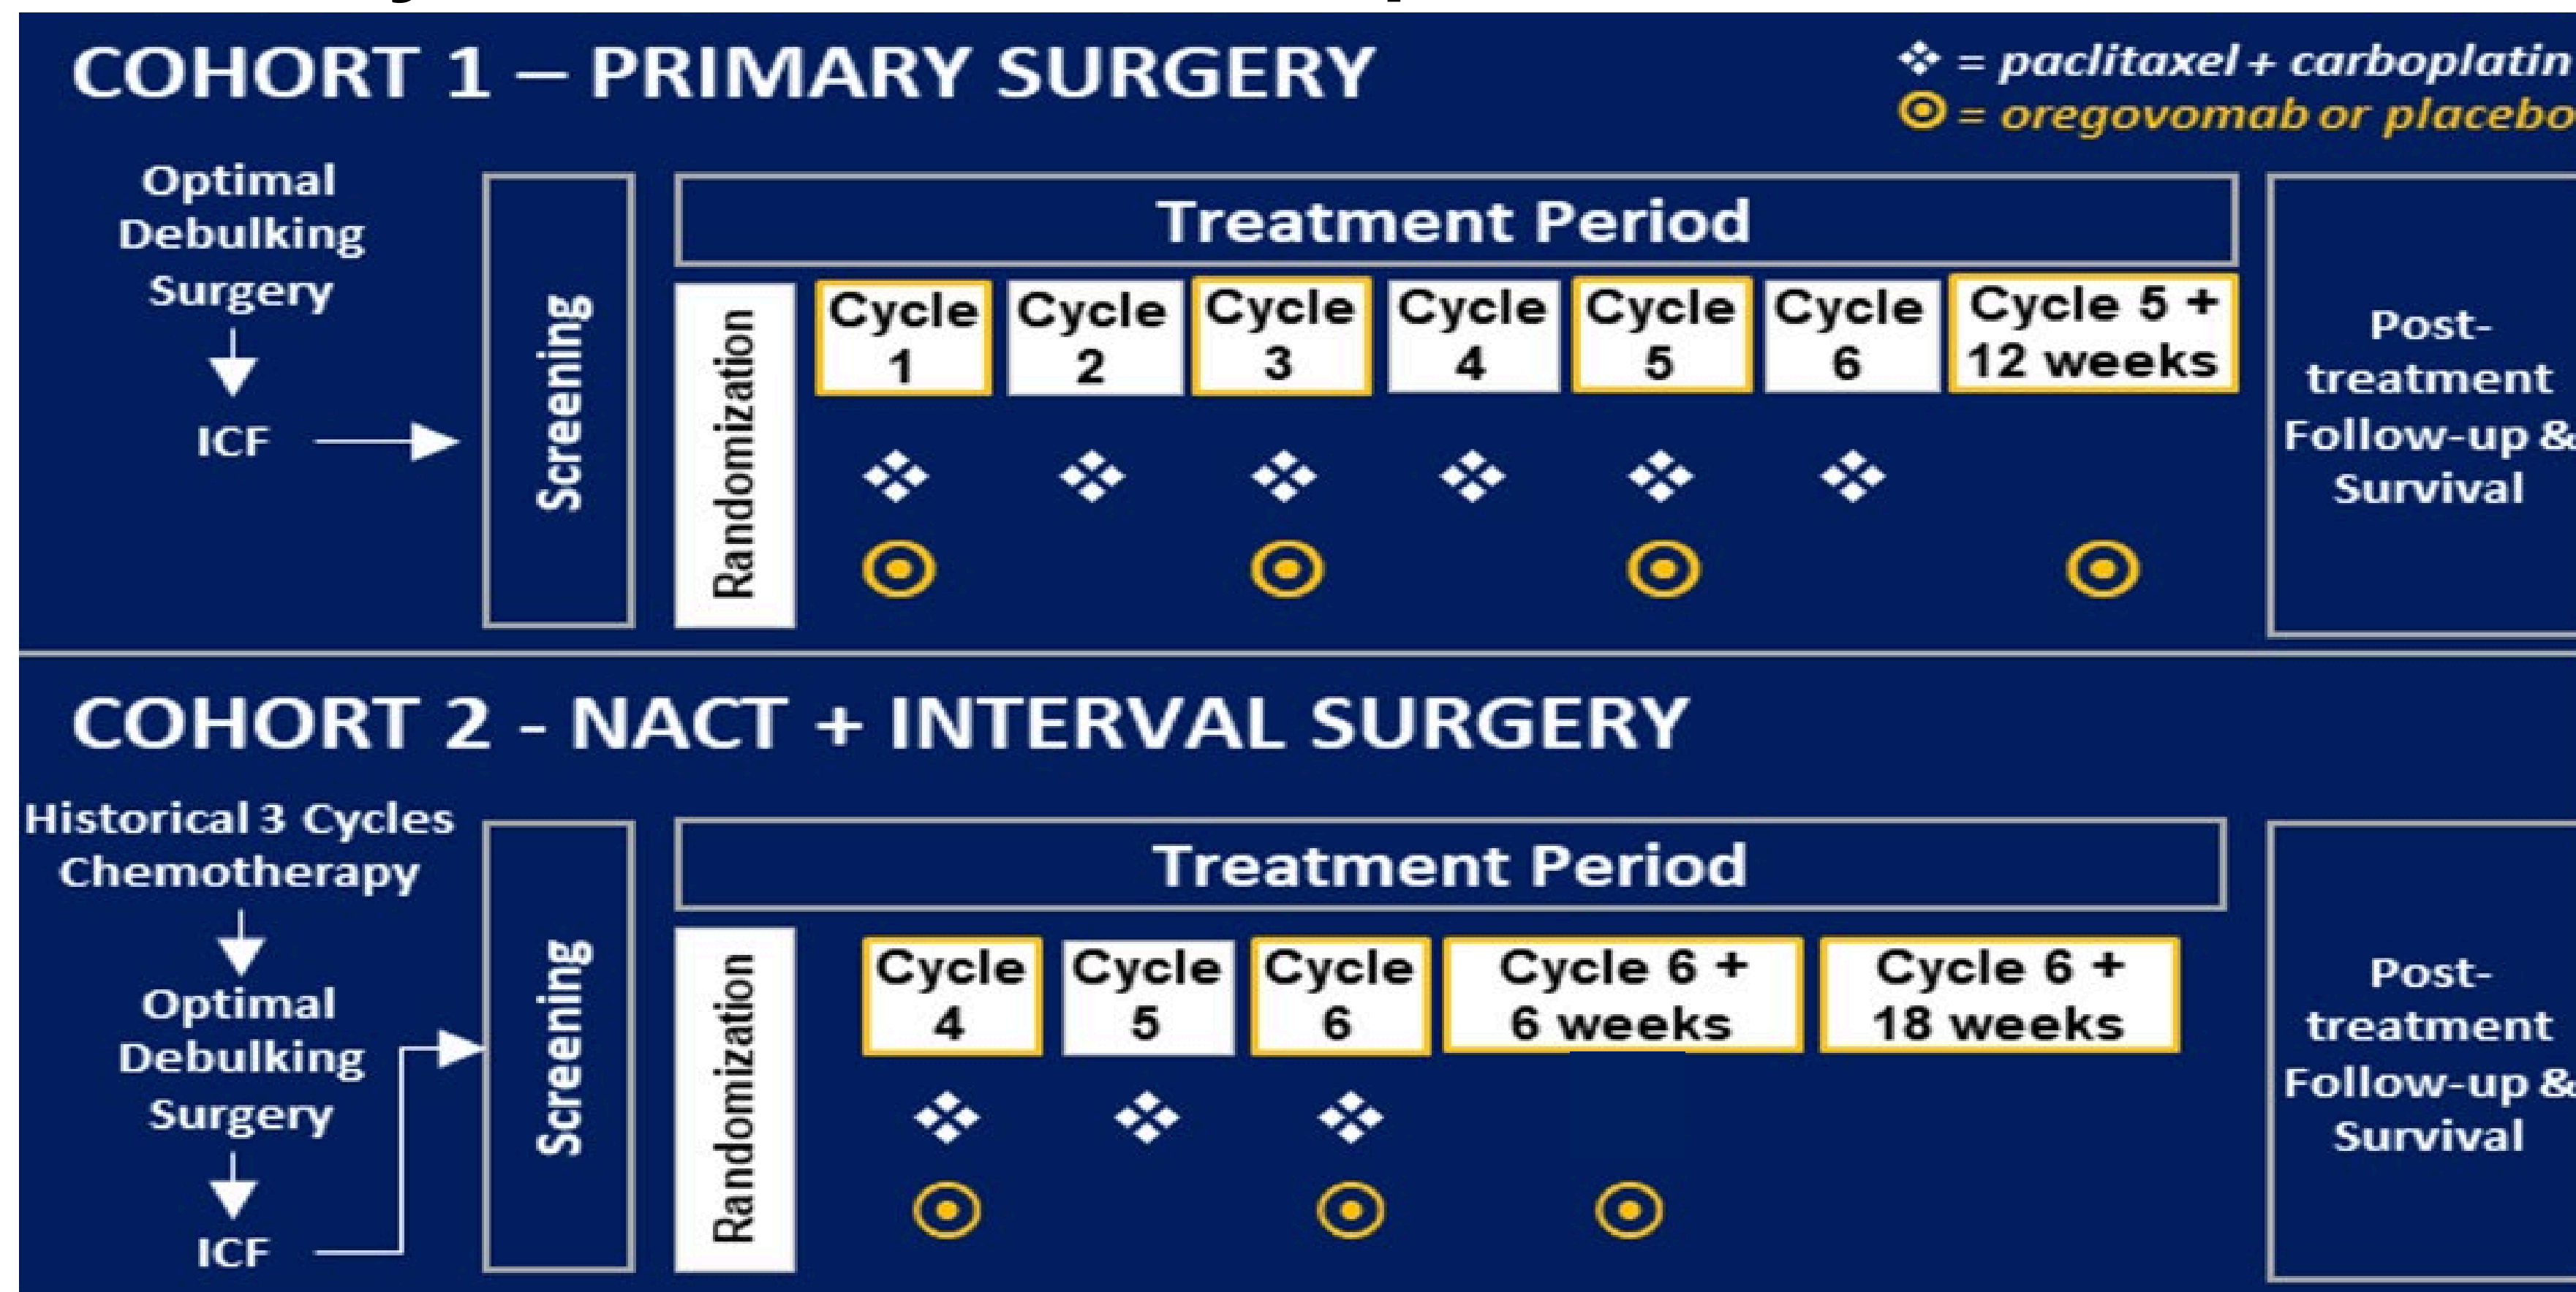 COHORT 1 – PRIMARY SURGERY
= paclitaxel + carboplatin
= oregovomab or placebo
Optimal
Debulking
Surgery
ICF
Screening
Treatment Period
Randomization
Cycle
1
Cycle
2
Cycle
3
Cycle
4
Cycle
5
Cycle
6
Cycle 5 +
12 weeks
Post-
treatment
Follow-up &
Survival
COHORT 2 - NACT + INTERVAL SURGERY
Historical 3 Cycles
Chemotherapy
Optimal
Debulking
Surgery
ICF
Screening
Treatment Period
Randomization
Cycle
4
Cycle
5
Cycle
6
Cycle 6 +
6 weeks
Cycle 6 +
18 weeks
Post-
treatment
Follow-up &
Survival